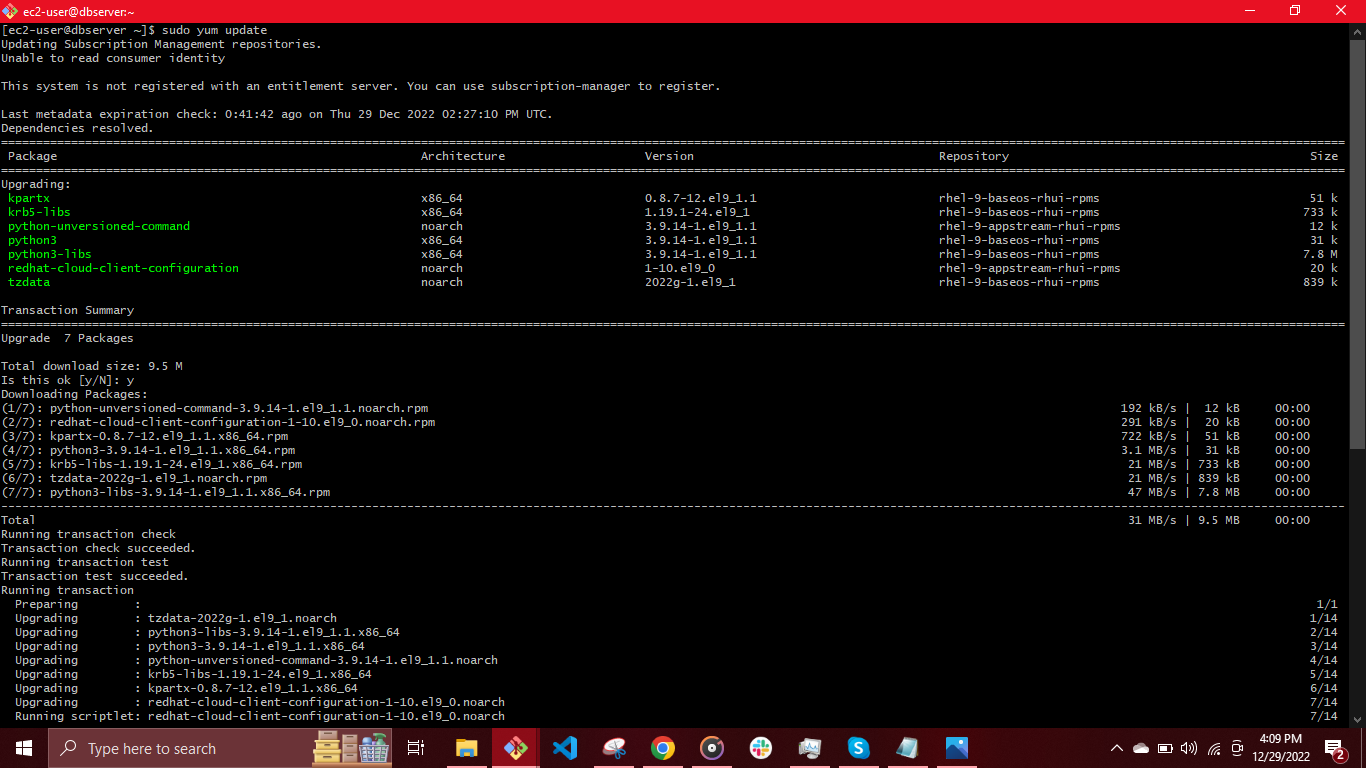 ec2-user@dbserver:~
[ec2-user@dbserver ~]$ sudo yum update
Updating Subscription Management repositories.
Unable to read consumer identity
This system is not registered with an entitlement server. You can use subscription-manager to register.
Last metadata expiration check: 0:41:42 ago on Thu 29 Dec 2022 02:27:10 PM UTC.
Dependencies resolved.
Package Architecture Version Repository Size
Upgrading:
kpartx x86_64 0.8.7-12.el9_1.1 rhel-9-baseos-rhui-rpms 51 k
krb5-libs x86_64 1.19.1-24.el9_1 rhel-9-baseos-rhui-rpms 733 k
python-unversioned-command noarch 3.9.14-1.el9_1.1 rhel-9-appstream-rhui-rpms 12 k
python3 x86_64 3.9.14-1.el9_1.1 rhel-9-baseos-rhui-rpms 31 k
python3-libs x86_64 3.9.14-1.el9_1.1 rhel-9-baseos-rhui-rpms 7.8 M
redhat-cloud-client-configuration noarch 1-10.el9_0 rhel-9-appstream-rhui-rpms 20 k
tzdata noarch 2022g-1.el9_1 rhel-9-baseos-rhui-rpms 839 k
Transaction Summary
Upgrade 7 Packages
Total download size: 9.5 M
Is this ok [y/N]: y
Downloading Packages:
(1/7): python-unversioned-command-3.9.14-1.el9_1.1.noarch.rpm 192 kB/s | 12 kB 00:00
(2/7): redhat-cloud-client-configuration-1-10.el9_0.noarch.rpm 291 kB/s | 20 kB 00:00
(3/7): kpartx-0.8.7-12.el9_1.1.x86_64.rpm 722 kB/s | 51 kB 00:00
(4/7): python3-3.9.14-1.el9_1.1.x86_64.rpm 3.1 MB/s | 31 kB 00:00
(5/7): krb5-libs-1.19.1-24.el9_1.x86_64.rpm 21 MB/s | 733 kB 00:00
(6/7): tzdata-2022g-1.el9_1.noarch.rpm 21 MB/s | 839 kB 00:00
(7/7): python3-libs-3.9.14-1.el9_1.1.x86_64.rpm 47 MB/s | 7.8 MB 00:00
Total 31 MB/s | 9.5 MB 00:00
Running transaction check
Transaction check succeeded.
Running transaction test
Transaction test succeeded.
Running transaction
Preparing : 1/1
Upgrading : tzdata-2022g-1.el9_1.noarch 1/14
Upgrading : python3-libs-3.9.14-1.el9_1.1.x86_64 2/14
Upgrading : python3-3.9.14-1.el9_1.1.x86_64 3/14
Upgrading : python-unversioned-command-3.9.14-1.el9_1.1.noarch 4/14
Upgrading : krb5-libs-1.19.1-24.el9_1.x86_64 5/14
Upgrading : kpartx-0.8.7-12.el9_1.1.x86_64 6/14
Upgrading : redhat-cloud-client-configuration-1-10.el9_0.noarch 7/14
Running scriptlet: redhat-cloud-client-configuration-1-10.el9_0.noarch 7/14
Type here to search
4:09 PM
12/29/2022
2